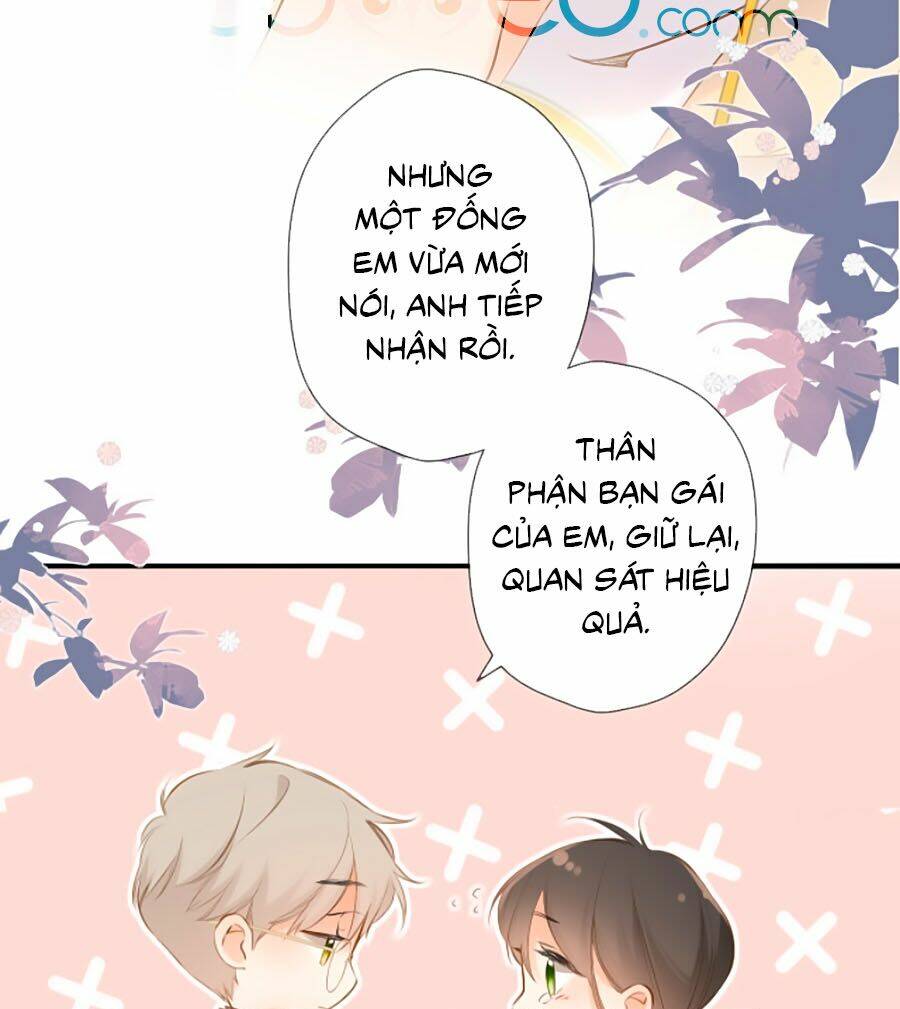 .com
NHƯNG
MỘT ĐỐNG
EM VỪA MỚI
NÓI, ANH TIẾP
NHẬN RỒI.
THÂN
PHẬN BẠN GÁI
CỦA EM, GIỮ LẠI,
QUAN SÁT HIỆU
QUẢ.